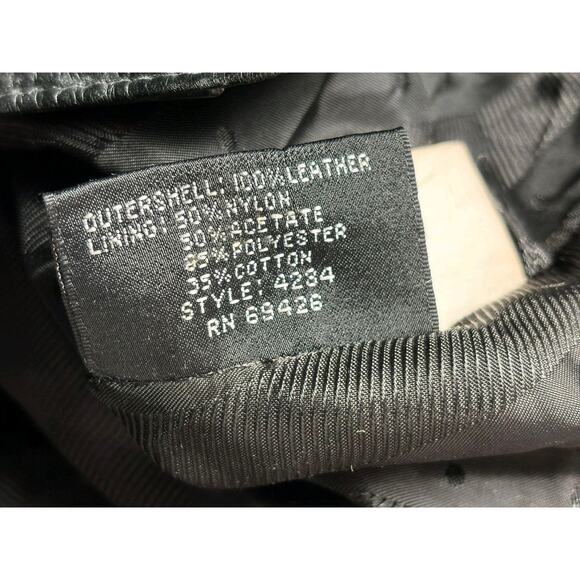 OUTERSHELL: 100% LEATHER
LINING: 50% NYLON
50% ACETATE
65% POLYESTER
35% COTTON
STYLE: 4234
RN 69426